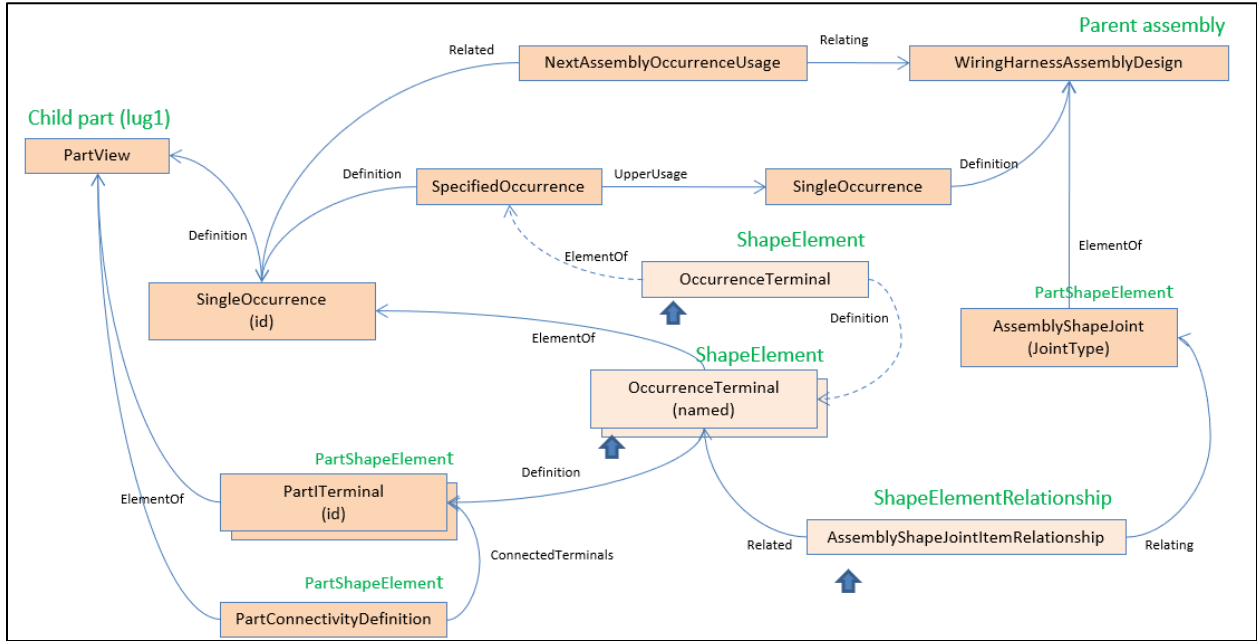 Parent assembly
Related
NextAssemblyOccurrenceUsage
Relating
WiringHarnessAssemblyDesign
Child part (lug1)
PartView
Definition
SpecifiedOccurrence
UpperUsage
SingleOccurrence
Definition
Definition
ShapeElement
ElementOf
OccurrenceTerminal
ElementOf
SingleOccurrence
(id)
Definition
PartShapeElement
AssemblyShapeJoint
(JointType)
ElementOf
ShapeElement
OccurrenceTerminal
(named)
PartShapeElement
PartITerminal
(id)
Definition
ElementOf
ShapeElementRelationship
AssemblyShapeJointItemRelationship
Related
Relating
ConnectedTerminals
PartShapeElement
PartConnectivityDefinition